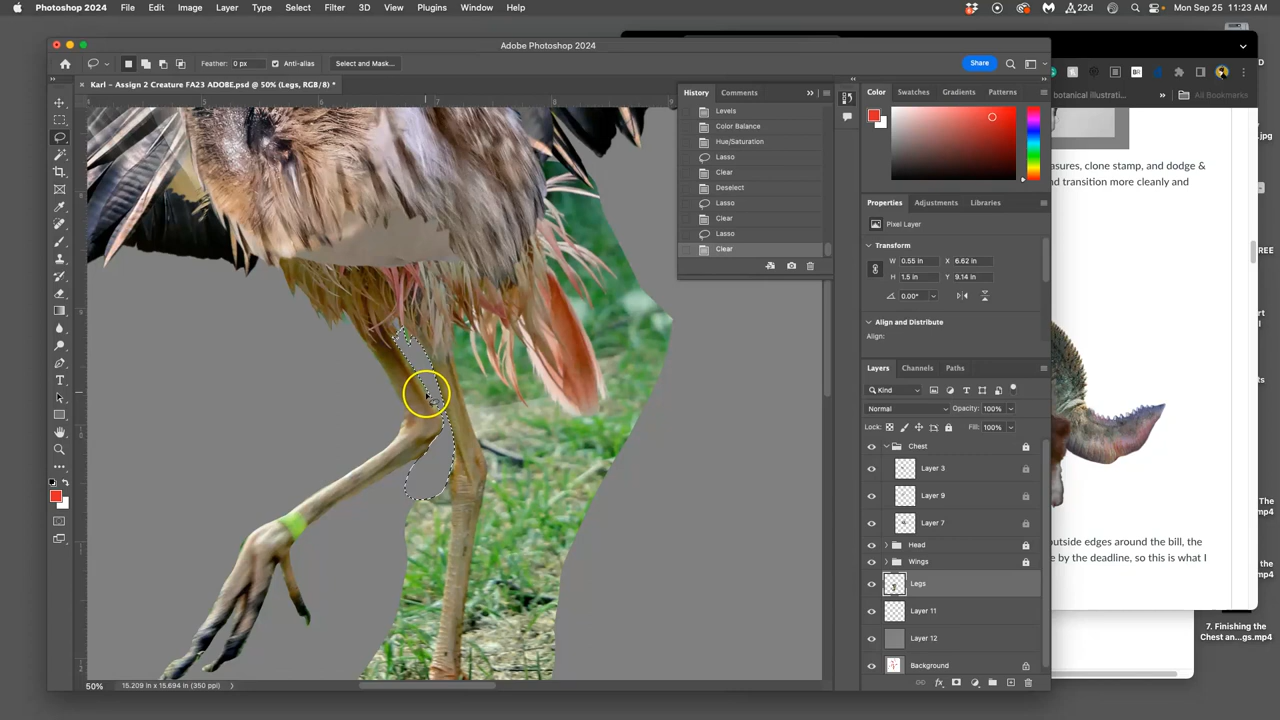 Photoshop 2024 File Edit Image Layer Type Select Filter 3D View Plugins Window Help 22d Mon Sep 25 11:23 AM
Adobe Photoshop 2024
Feather: 0 px Anti-alias Select and Mask... Share
Karl – Assign 2 Creature FA23 ADOBE.psd @ 50% (Legs, RGB/8) *
History Comments
Levels
Color Balance
Hue/Saturation
Lasso
Clear
Deselect
Lasso
Clear
Lasso
Clear
Color Swatches Gradients Patterns
Properties Adjustments Libraries
Pixel Layer
Transform
W 0.55 in X 6.62 in
H 1.5 in Y 9.14 in
0.00°
Align and Distribute
Align:
Layers Channels Paths
Kind
Normal Opacity: 100%
Lock: Fill: 100%
Chest
Layer 3
Layer 9
Layer 7
Head
Wings
Legs
Layer 11
Layer 12
Background
50% 15.209 in x 15.694 in (350 ppi)
botanical illustrati...
All Bookmarks
.jpg
asures, clone stamp, and dodge &
nd transition more cleanly and
outside edges around the bill, the
e by the deadline, so this is what I
7. Finishing the
Chest an...gs.mp4